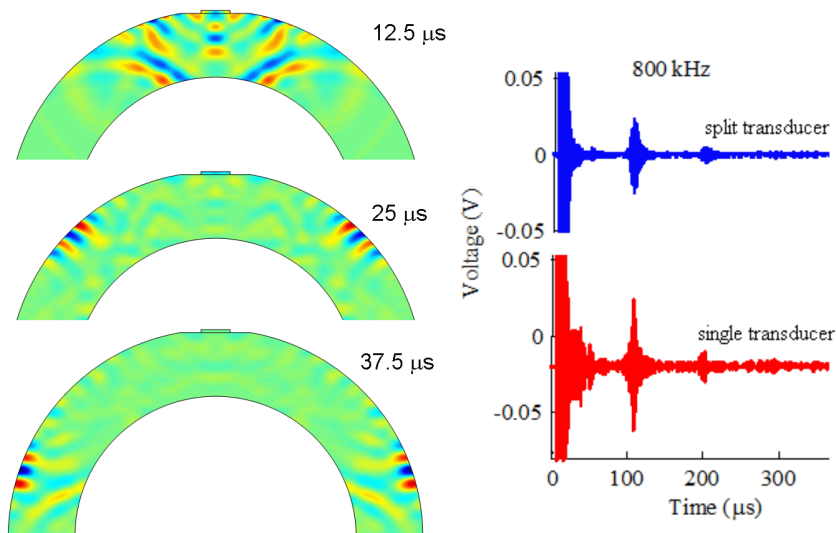 12.5 μs
25 μs
37.5 μs
800 kHz
Voltage (V)
0.05
0
-0.05
split transducer
0.05
0
-0.05
single transducer
0 100 200 300
Time (μs)